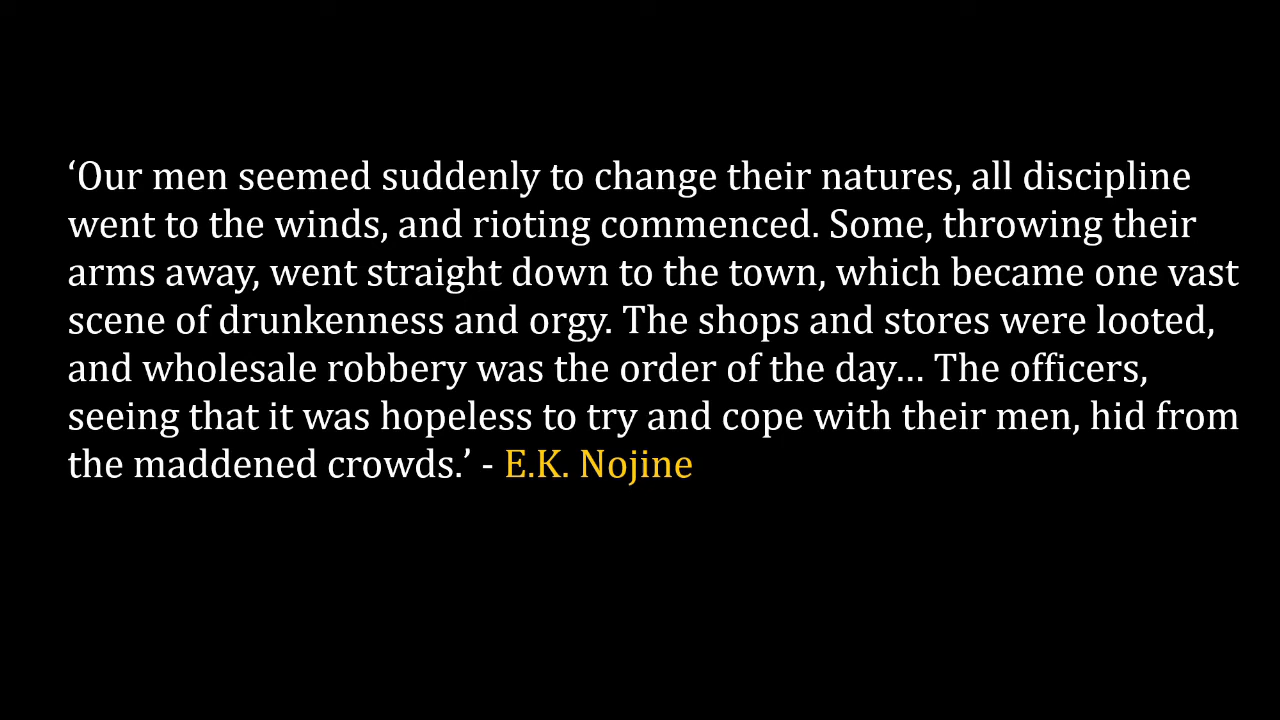 ‘Our men seemed suddenly to change their natures, all discipline
went to the winds, and rioting commenced. Some, throwing their
arms away, went straight down to the town, which became one vast
scene of drunkenness and orgy. The shops and stores were looted,
and wholesale robbery was the order of the day... The officers,
seeing that it was hopeless to try and cope with their men, hid from
the maddened crowds.’ - E.K. Nojine